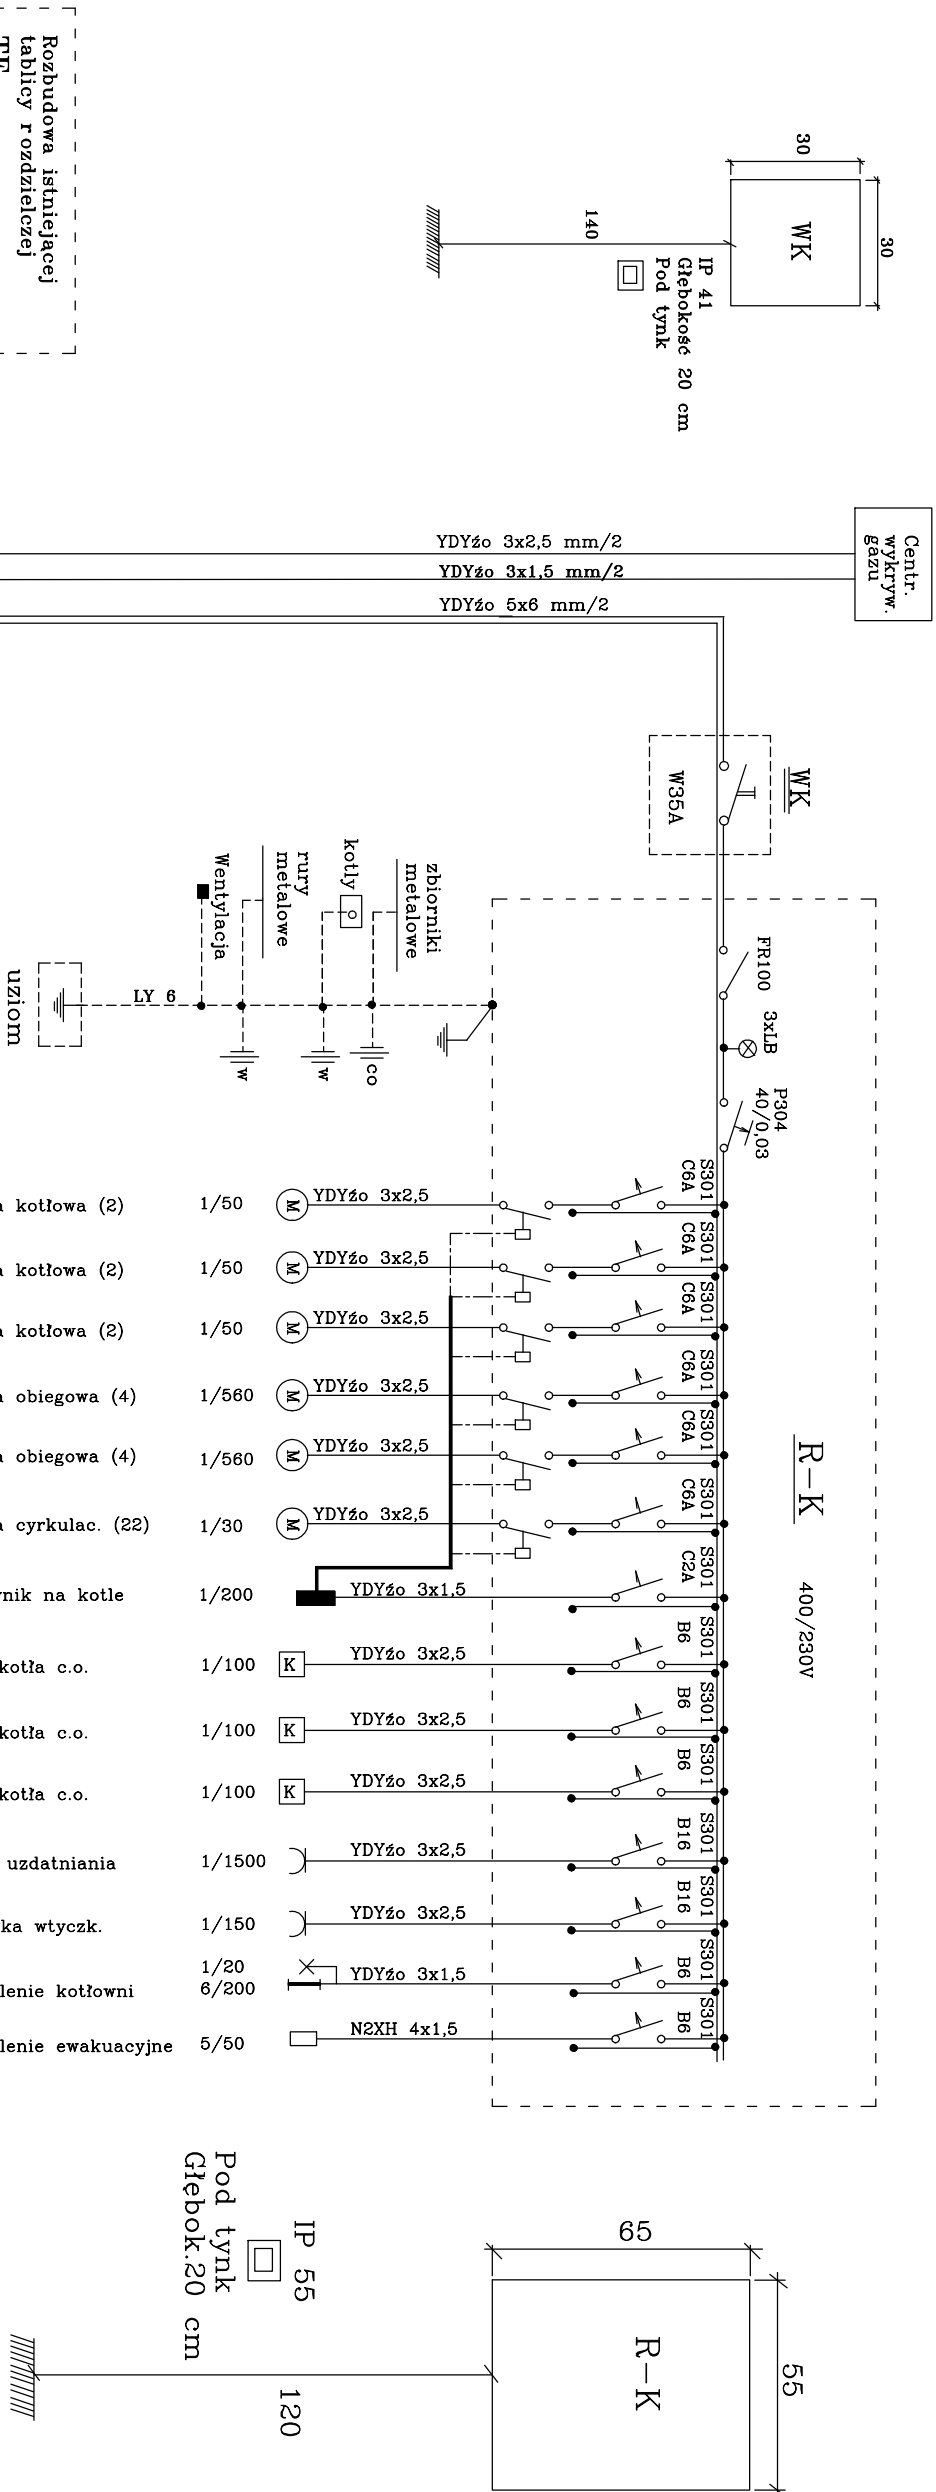 Rozbudowa istniejącej
tablicy rozdzielczej
30
30
WK
140
IP 41
Głębokość 20 cm
Pod tynk
Centr.
wykryw.
gazu
YDYżo 3x2,5 mm/2
YDYżo 3x1,5 mm/2
YDYżo 5x6 mm/2
WK
W35A
zbiorniki
metalowe
kotly
rury
metalowe
Wentylacja
LY 6
uziom
w
w
co
FR100
3xLB
P304
40/0,03
R-K
400/230V
kotłowa (2) 1/50 M YDYżo 3x2,5 S301 C6A
kotłowa (2) 1/50 M YDYżo 3x2,5 S301 C6A
kotłowa (2) 1/50 M YDYżo 3x2,5 S301 C6A
obiegowa (4) 1/560 M YDYżo 3x2,5 S301 C6A
obiegowa (4) 1/560 M YDYżo 3x2,5 S301 C6A
cyrkulac. (22) 1/30 M YDYżo 3x2,5 S301 C6A
na kotle 1/200 YDYżo 3x1,5 S301 C2A
kotła c.o. 1/100 K YDYżo 3x2,5 S301 B6
kotła c.o. 1/100 K YDYżo 3x2,5 S301 B6
kotła c.o. 1/100 K YDYżo 3x2,5 S301 B6
uzdatniania 1/1500 YDYżo 3x2,5 S301 B16
wtyczk. 1/150 YDYżo 3x2,5 S301 B16
1/20
kotłowni 6/200 YDYżo 3x1,5 S301 B6
ewakuacyjne 5/50 N2XH 4x1,5 S301 B6
IP 55
Pod tynk
Głębok.20 cm
65
55
R-K
120